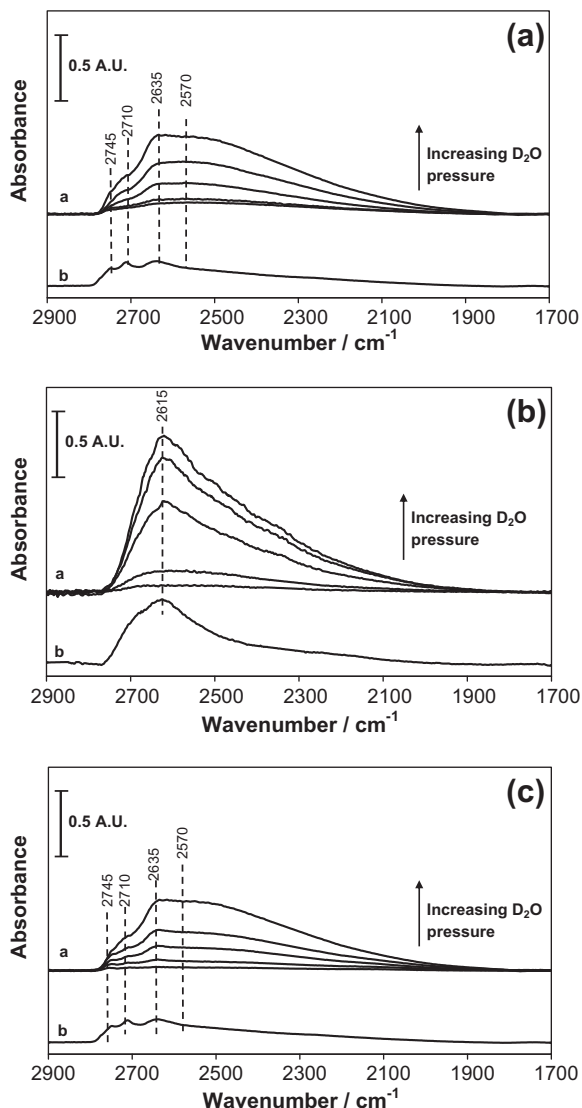 (a)
0.5 A.U.
2745
2710
2635
2570
Absorbance
a
Increasing D₂O
pressure
b
2900 2700 2500 2300 2100 1900 1700
Wavenumber / cm⁻¹
(b)
0.5 A.U.
2615
Absorbance
a
Increasing D₂O
pressure
b
2900 2700 2500 2300 2100 1900 1700
Wavenumber / cm⁻¹
(c)
0.5 A.U.
2745
2710
2635
2570
Absorbance
a
Increasing D₂O
pressure
b
2900 2700 2500 2300 2100 1900 1700
Wavenumber / cm⁻¹